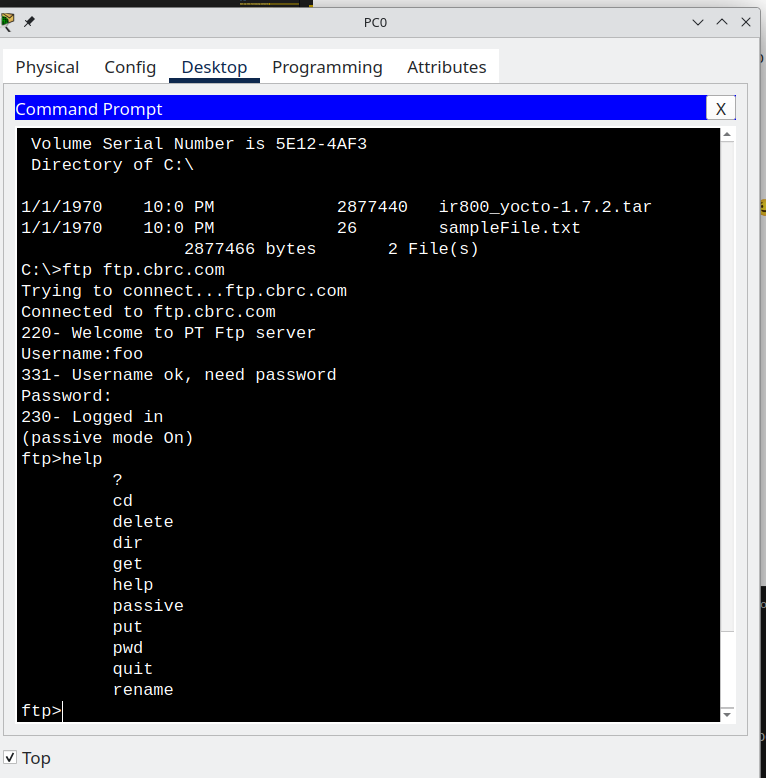 PC0
Physical Config Desktop Programming Attributes
Command Prompt X
Volume Serial Number is 5E12-4AF3
Directory of C:\
1/1/1970 10:0 PM 2877440 ir800_yocto-1.7.2.tar
1/1/1970 10:0 PM 26 sampleFile.txt
2877466 bytes 2 File(s)
C:\>ftp ftp.cbrc.com
Trying to connect...ftp.cbrc.com
Connected to ftp.cbrc.com
220- Welcome to PT Ftp server
Username:foo
331- Username ok, need password
Password:
230- Logged in
(passive mode On)
ftp>help
?
cd
delete
dir
get
help
passive
put
pwd
quit
rename
ftp>
Top